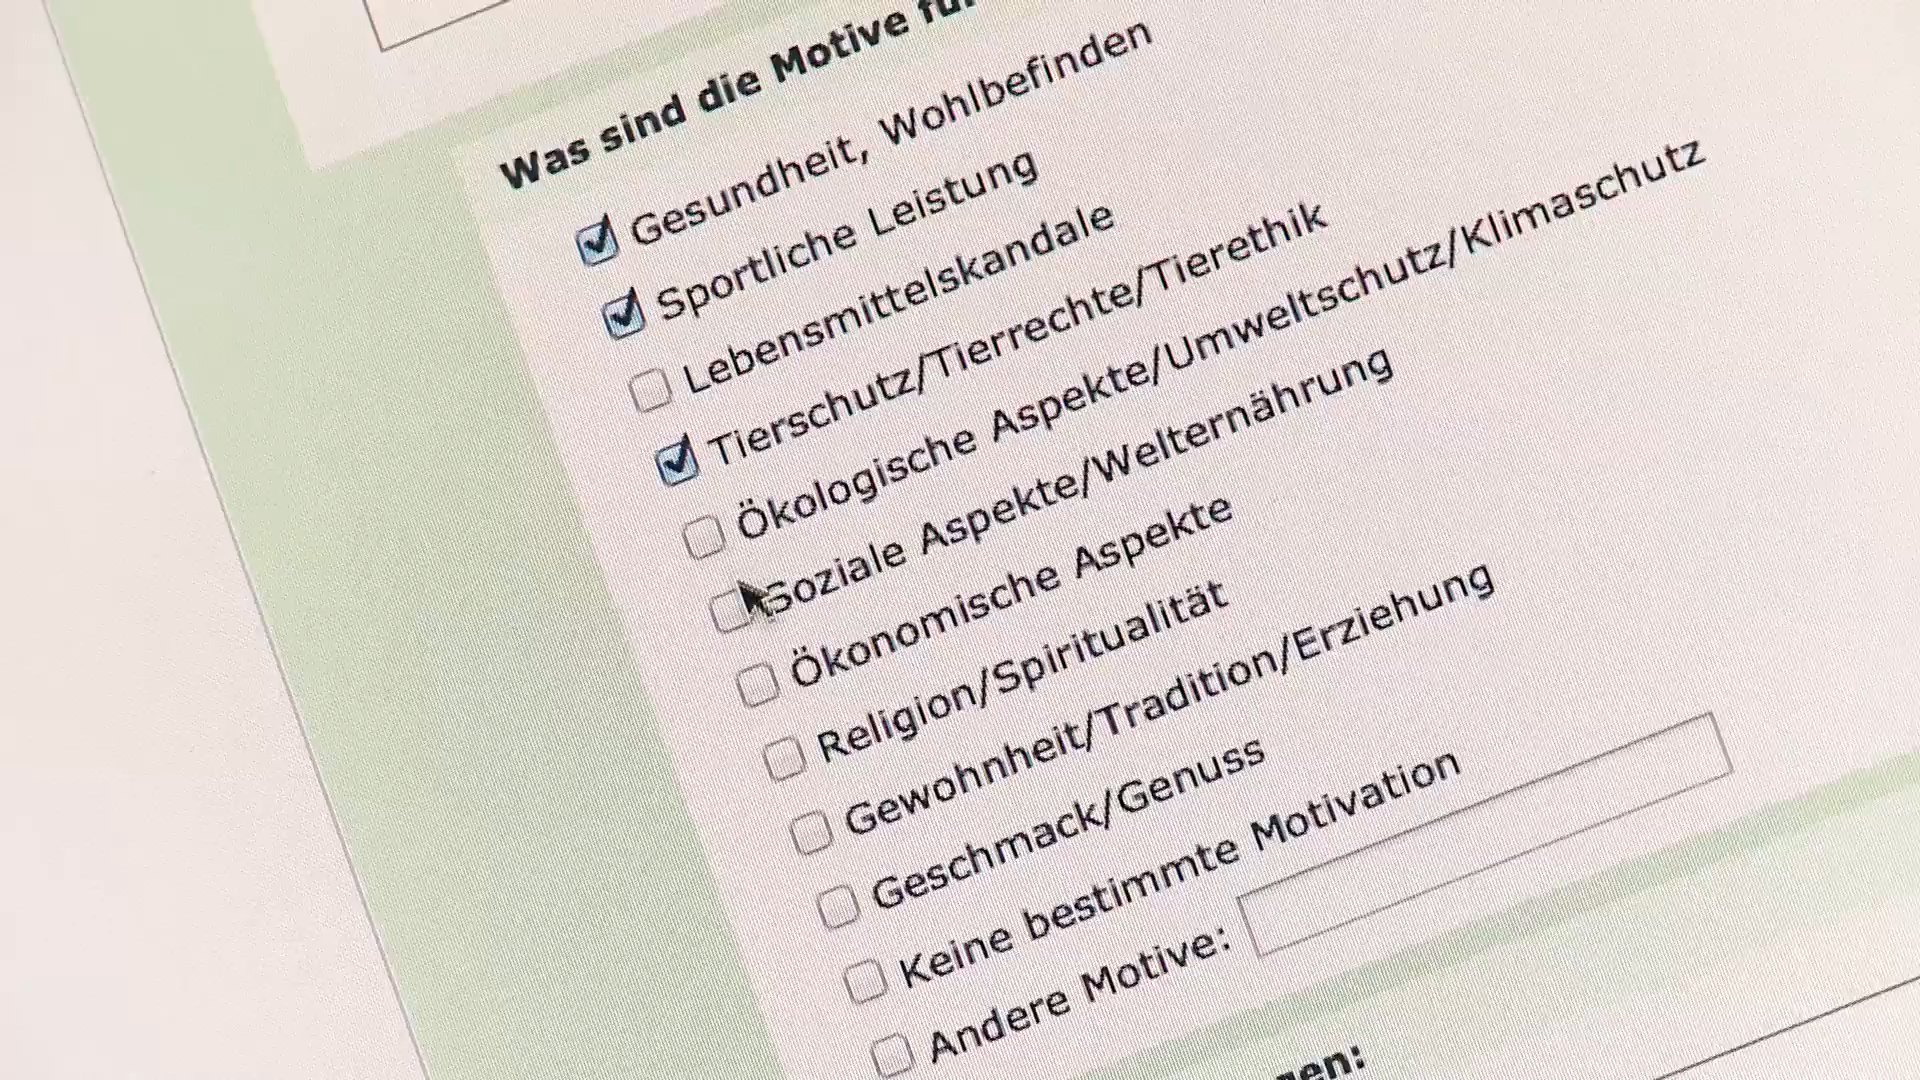 Was sind die Motive für
Gesundheit, Wohlbefinden
Sportliche Leistung
Lebensmittelskandale
Tierschutz/Tierrechte/Tierethik
Ökologische Aspekte/Umweltschutz/Klimaschutz
Soziale Aspekte/Welternährung
Ökonomische Aspekte
Religion/Spiritualität
Gewohnheit/Tradition/Erziehung
Geschmack/Genuss
Keine bestimmte Motivation
Andere Motive: